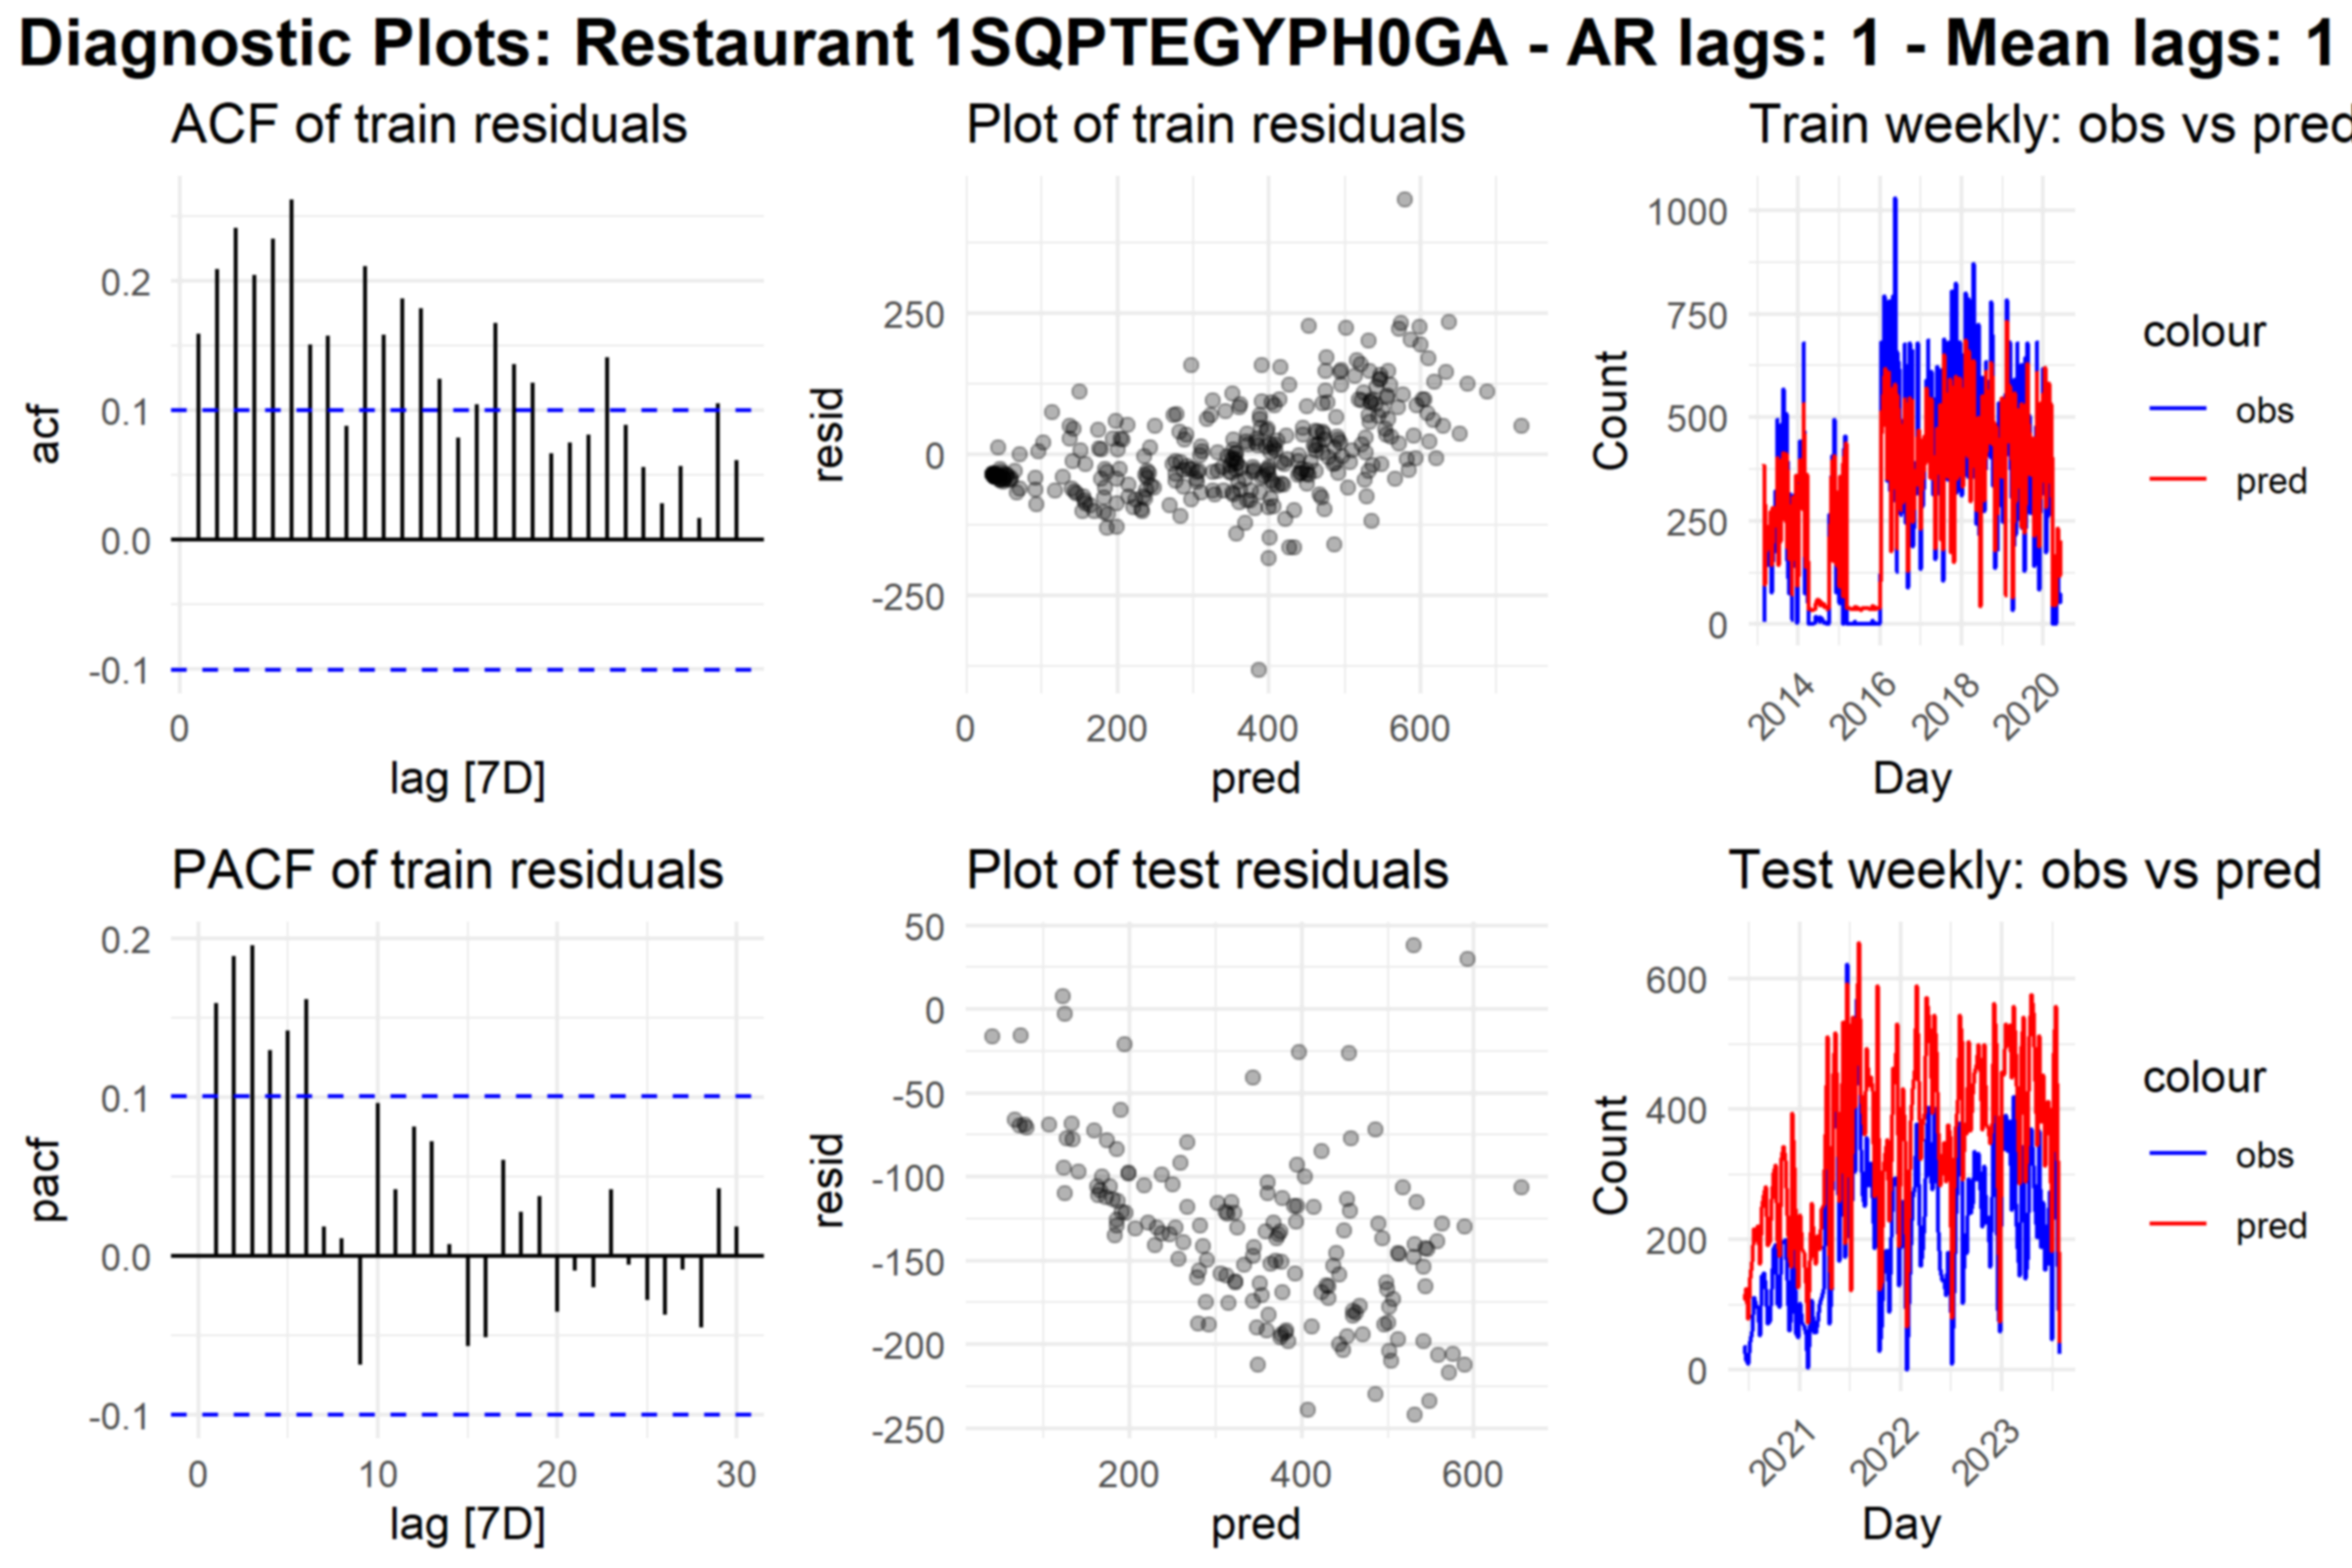 Diagnostic Plots: Restaurant 1SQPTEGYPH0GA - AR lags: 1 - Mean lags: 1
ACF of train residuals
acf
0.2
0.1
0.0
-0.1
0
lag [7D]
Plot of train residuals
resid
250
0
-250
0 200 400 600
pred
Train weekly: obs vs pred
Count
1000
750
500
250
0
2014 2016 2018 2020
Day
colour
obs
pred
PACF of train residuals
pacf
0.2
0.1
0.0
-0.1
0 10 20 30
lag [7D]
Plot of test residuals
resid
50
0
-50
-100
-150
-200
-250
200 400 600
pred
Test weekly: obs vs pred
Count
600
400
200
0
2021 2022 2023
Day
colour
obs
pred